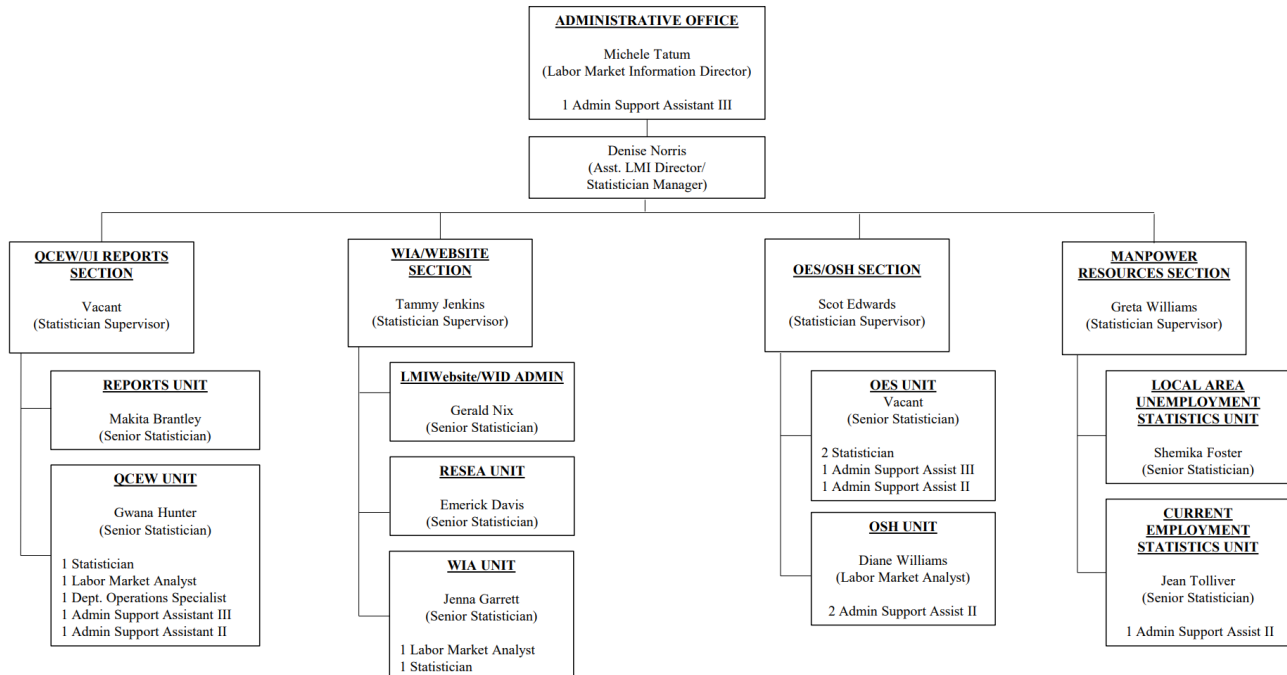 ADMINISTRATIVE OFFICE
Michele Tatum
(Labor Market Information Director)
1 Admin Support Assistant III
Denise Norris
(Asst. LMI Director/
Statistician Manager)
QCEW/UI REPORTS
SECTION
Vacant
(Statistician Supervisor)
REPORTS UNIT
Makita Brantley
(Senior Statistician)
QCEW UNIT
Gwana Hunter
(Senior Statistician)
1 Statistician
1 Labor Market Analyst
1 Dept. Operations Specialist
1 Admin Support Assistant III
1 Admin Support Assistant II
WIA/WEBSITE
SECTION
Tammy Jenkins
(Statistician Supervisor)
LMIWebsite/WID ADMIN
Gerald Nix
(Senior Statistician)
RESEA UNIT
Emerick Davis
(Senior Statistician)
WIA UNIT
Jenna Garrett
(Senior Statistician)
1 Labor Market Analyst
1 Statistician
OES/OSH SECTION
Scot Edwards
(Statistician Supervisor)
OES UNIT
Vacant
(Senior Statistician)
2 Statistician
1 Admin Support Assist III
1 Admin Support Assist II
OSH UNIT
Diane Williams
(Labor Market Analyst)
2 Admin Support Assist II
MANPOWER
RESOURCES SECTION
Greta Williams
(Statistician Supervisor)
LOCAL AREA
UNEMPLOYMENT
STATISTICS UNIT
Shemika Foster
(Senior Statistician)
CURRENT
EMPLOYMENT
STATISTICS UNIT
Jean Tolliver
(Senior Statistician)
1 Admin Support Assist II